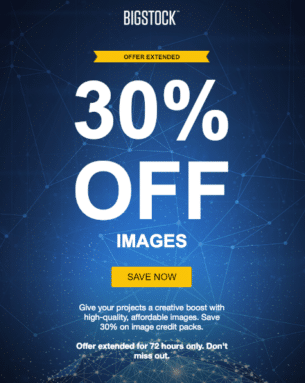 BIGSTOCK™
OFFER EXTENDED
30%
OFF
IMAGES
SAVE NOW
Give your projects a creative boost with
high-quality, affordable images. Save
30% on image credit packs.
Offer extended for 72 hours only. Don't
miss out.